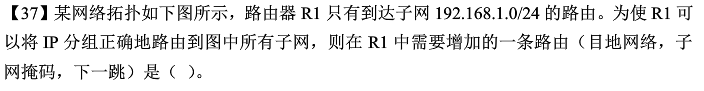 【37】某网络拓扑如下图所示，路由器 R1 只有到达子网 192.168.1.0/24 的路由。为使 R1 可
以将 IP 分组正确地路由到图中所有子网，则在 R1 中需要增加的一条路由（目地网络，子
网掩码，下一跳）是（ ）。